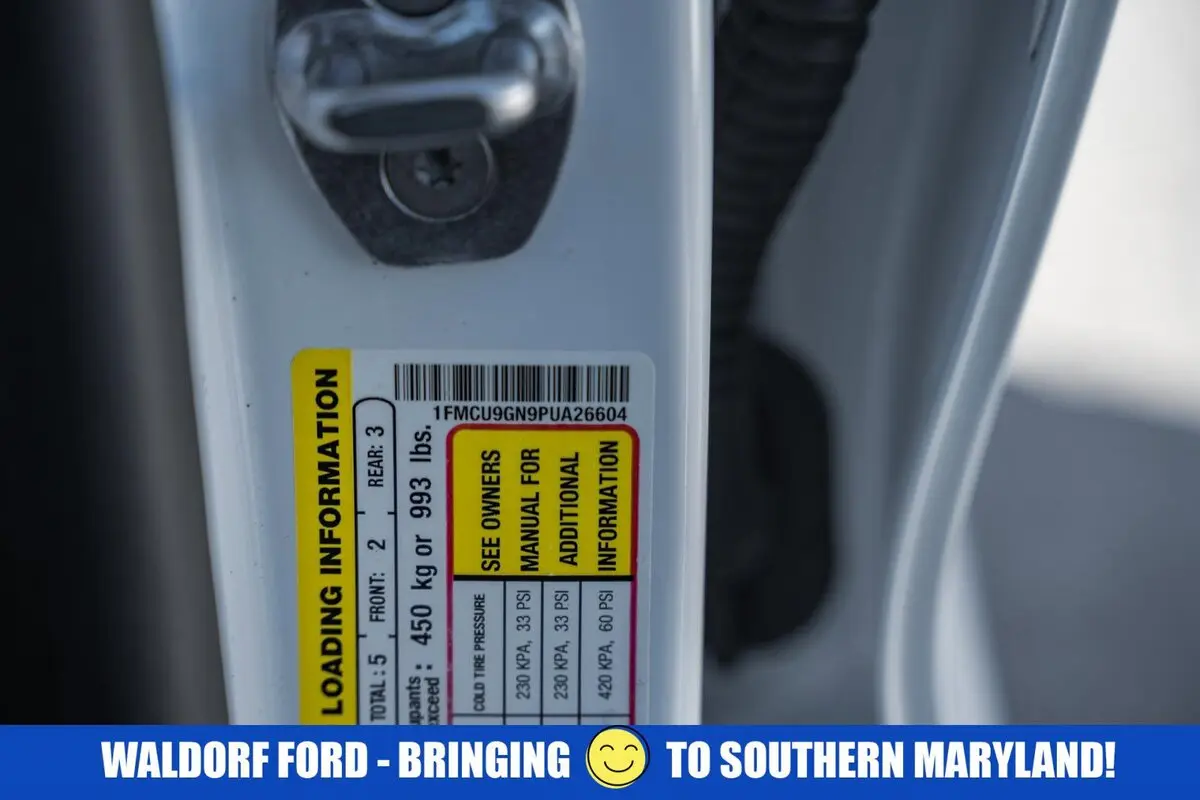 1FMCU9GN9PUA26604
LOADING INFORMATION
TOTAL: 5 FRONT: 2 REAR: 3
upants: 450 kg or 993 lbs.
xceed
SEE OWNERS
MANUAL FOR
ADDITIONAL
INFORMATION
COLD TIRE PRESSURE
230 KPA, 33 PSI
230 KPA, 33 PSI
420 KPA, 60 PSI
WALDORF FORD - BRINGING TO SOUTHERN MARYLAND!